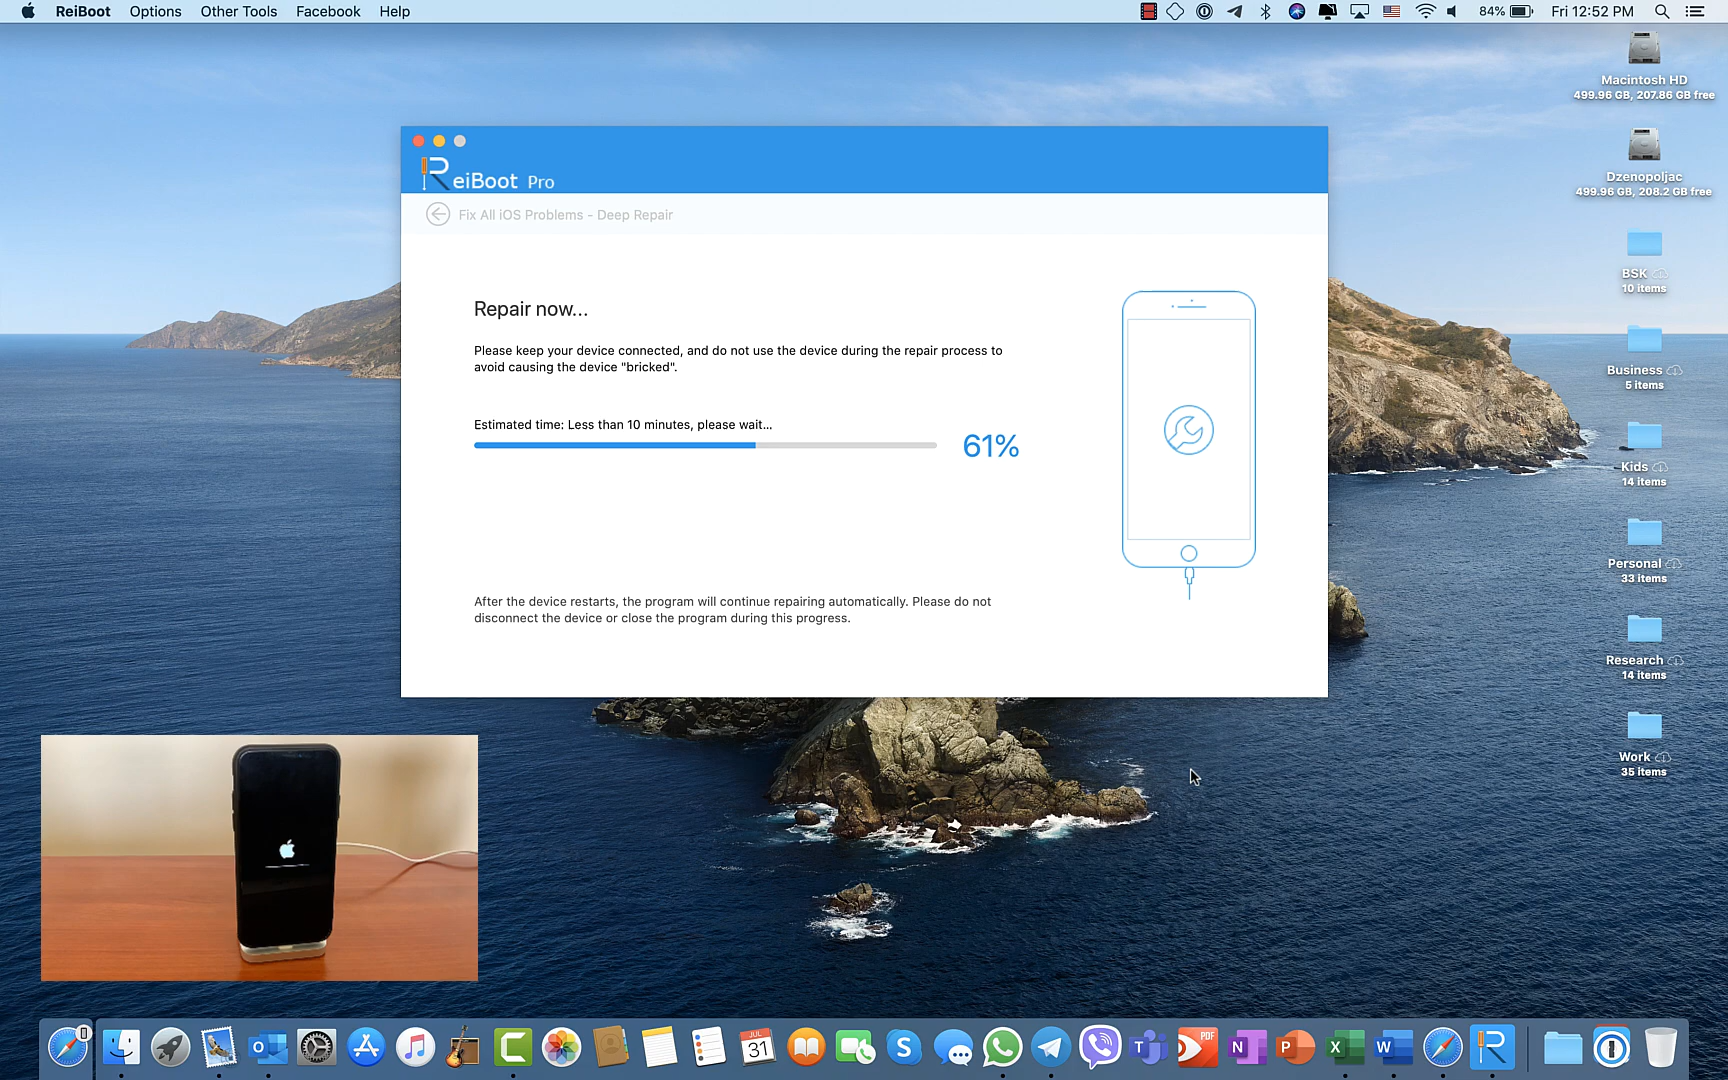 ReiBoot Options Other Tools Facebook Help
84% Fri 12:52 PM
Macintosh HD
499.96 GB, 207.86 GB free
Dzenopoljac
499.96 GB, 208.2 GB free
BSK
10 items
Business
5 items
Kids
14 items
Personal
33 items
Research
14 items
Work
35 items
ReiBoot Pro
Fix All iOS Problems - Deep Repair
Repair now...
Please keep your device connected, and do not use the device during the repair process to
avoid causing the device "bricked".
Estimated time: Less than 10 minutes, please wait...
61%
After the device restarts, the program will continue repairing automatically. Please do not
disconnect the device or close the program during this progress.
JUL
31
PDF